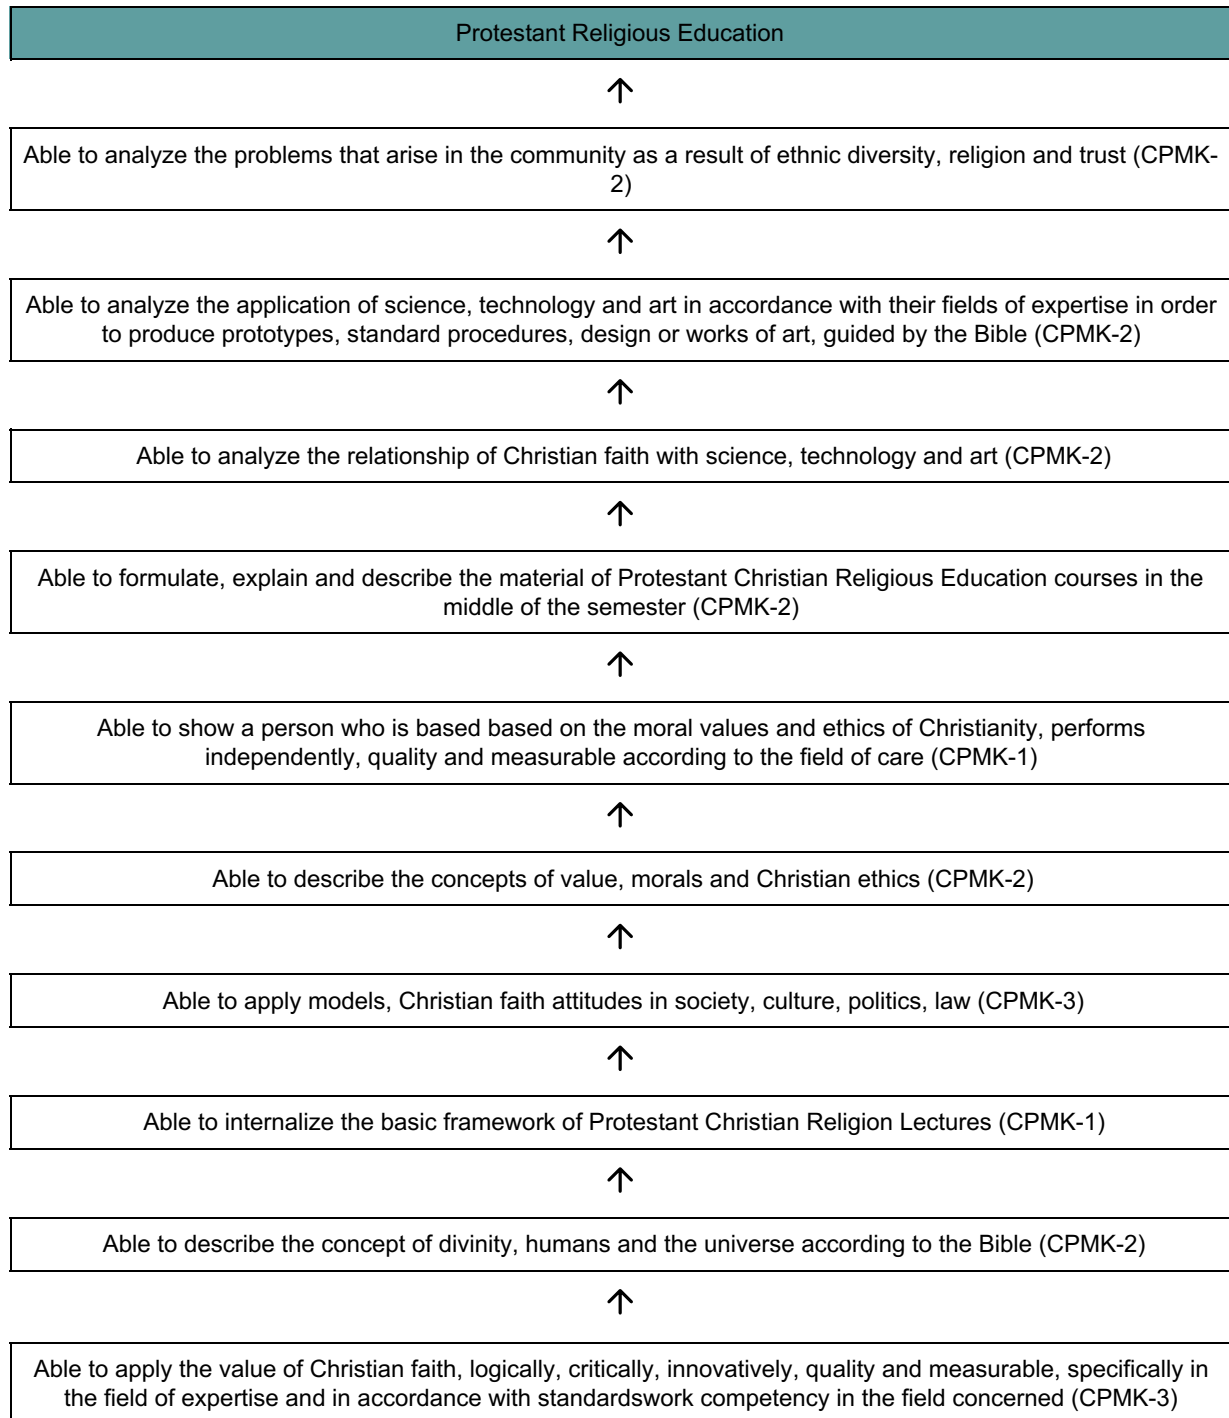 Protestant Religious Education
Able to analyze the problems that arise in the community as a result of ethnic diversity, religion and trust (CPMK-
2)
Able to analyze the application of science, technology and art in accordance with their fields of expertise in order
to produce prototypes, standard procedures, design or works of art, guided by the Bible (CPMK-2)
Able to analyze the relationship of Christian faith with science, technology and art (CPMK-2)
Able to formulate, explain and describe the material of Protestant Christian Religious Education courses in the
middle of the semester (CPMK-2)
Able to show a person who is based based on the moral values and ethics of Christianity, performs
independently, quality and measurable according to the field of care (CPMK-1)
Able to describe the concepts of value, morals and Christian ethics (CPMK-2)
Able to apply models, Christian faith attitudes in society, culture, politics, law (CPMK-3)
Able to internalize the basic framework of Protestant Christian Religion Lectures (CPMK-1)
Able to describe the concept of divinity, humans and the universe according to the Bible (CPMK-2)
Able to apply the value of Christian faith, logically, critically, innovatively, quality and measurable, specifically in
the field of expertise and in accordance with standardswork competency in the field concerned (CPMK-3)